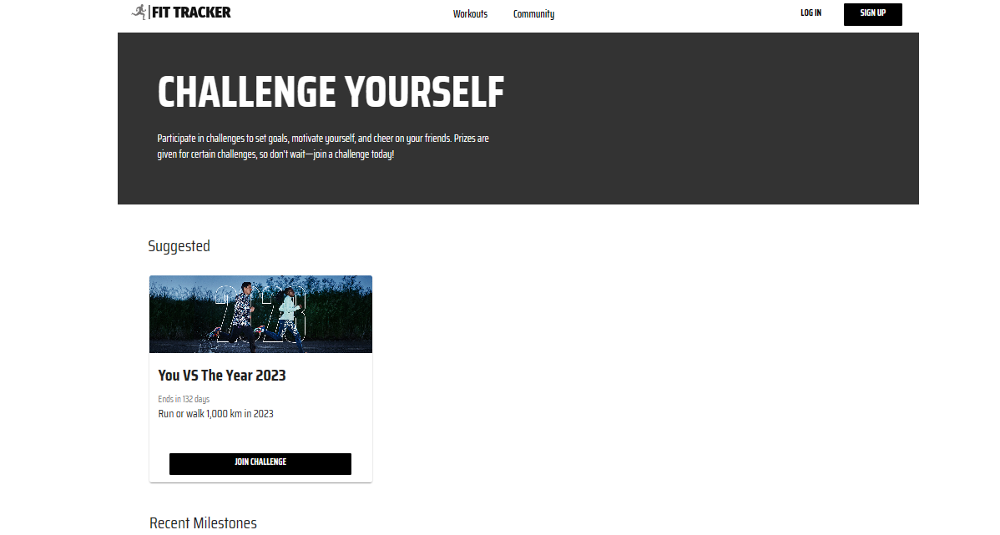 FIT TRACKER
Workouts
Community
LOG IN
SIGN UP
CHALLENGE YOURSELF
Participate in challenges to set goals, motivate yourself, and cheer on your friends. Prizes are
given for certain challenges, so don't wait—join a challenge today!
Suggested
2023
You VS The Year 2023
Ends in 132 days
Run or walk 1,000 km in 2023
JOIN CHALLENGE
Recent Milestones